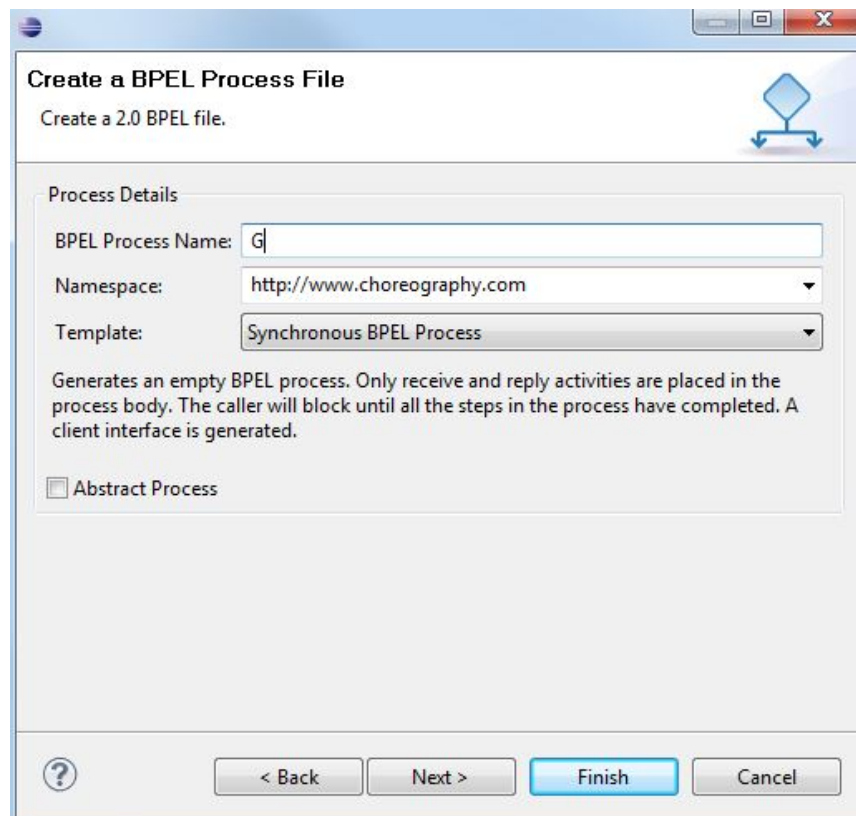 Create a BPEL Process File
Create a 2.0 BPEL file.
Process Details
BPEL Process Name: G
Namespace: http://www.choreography.com
Template: Synchronous BPEL Process
Generates an empty BPEL process. Only receive and reply activities are placed in the
process body. The caller will block until all the steps in the process have completed. A
client interface is generated.
Abstract Process
? < Back Next > Finish Cancel